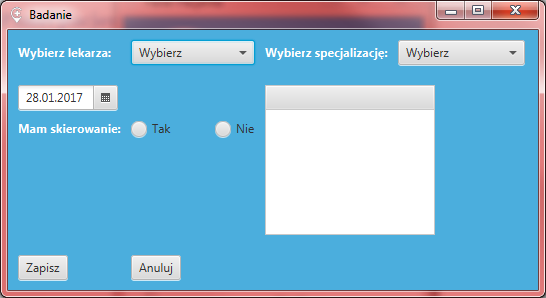 Badanie
Wybierz lekarza: Wybierz Wybierz specjalizację: Wybierz
28.01.2017
Mam skierowanie: Tak Nie
Zapisz Anuluj